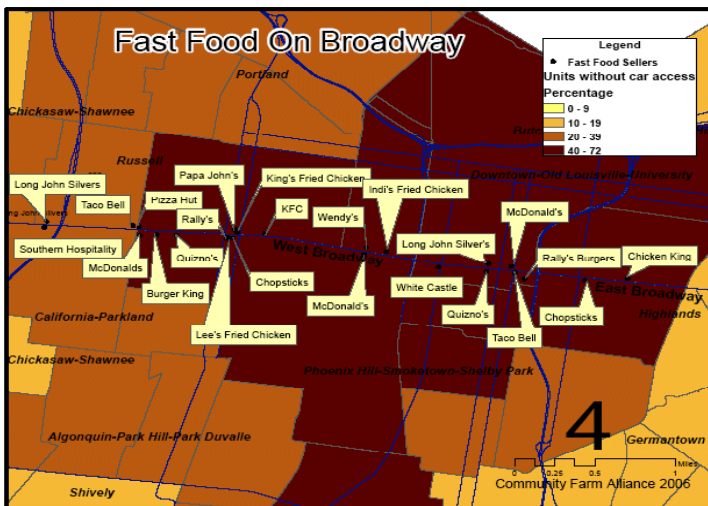 Fast Food On Broadway
Legend
Fast Food Sellers
Units without car access
Percentage
0 - 9
10 - 19
20 - 39
40 - 72
Portland
Chickasaw-Shawnee
Russell
Downtown-Old Louisville-University
Papa John's
King's Fried Chicken
Long John Silvers
Pizza Hut
Indi's Fried Chicken
McDonald's
Taco Bell
Rally's
KFC
Wendy's
Long John Silver's
Southern Hospitality
McDonalds
Quizno's
Chopsticks
West Broadway
Rally's Burgers
Chicken King
Burger King
McDonald's
White Castle
East Broadway
Quizno's
Chopsticks
Highlands
California-Parkland
Lee's Fried Chicken
Taco Bell
Chickasaw-Shawnee
Phoenix Hill-Smoketown-Shelby Park
Algonquin-Park Hill-Park Duvalle
4
Germantown
Miles
0 0.25 0.5 1
Shively
Community Farm Alliance 2006